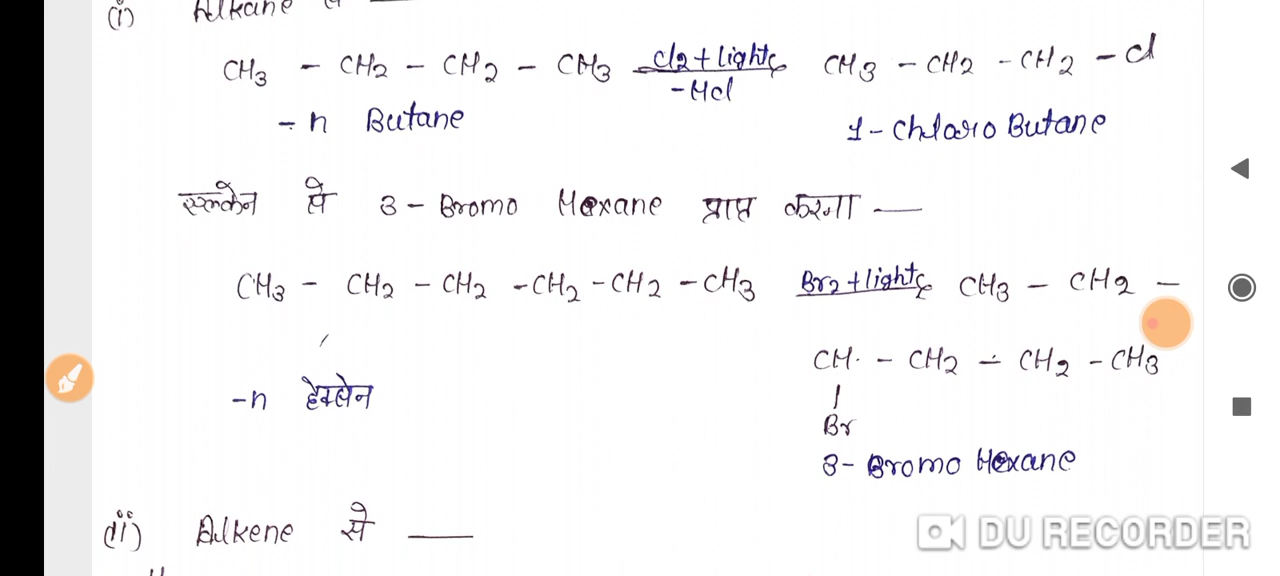 (i) Alkane से
CH3 - CH2 - CH2 - CH3 Cl2 + light -HCl CH3 - CH2 - CH2 - Cl
- n Butane 1 - Chloro Butane
एल्केन से 3 - Bromo Hexane प्राप्त करना —
CH3 - CH2 - CH2 - CH2 - CH2 - CH3 Br2 + light CH3 - CH2 -
CH - CH2 - CH2 - CH3
Br
-n हेक्सेन
3- Bromo Hexane
(ii) Alkene से —
DU RECORDER